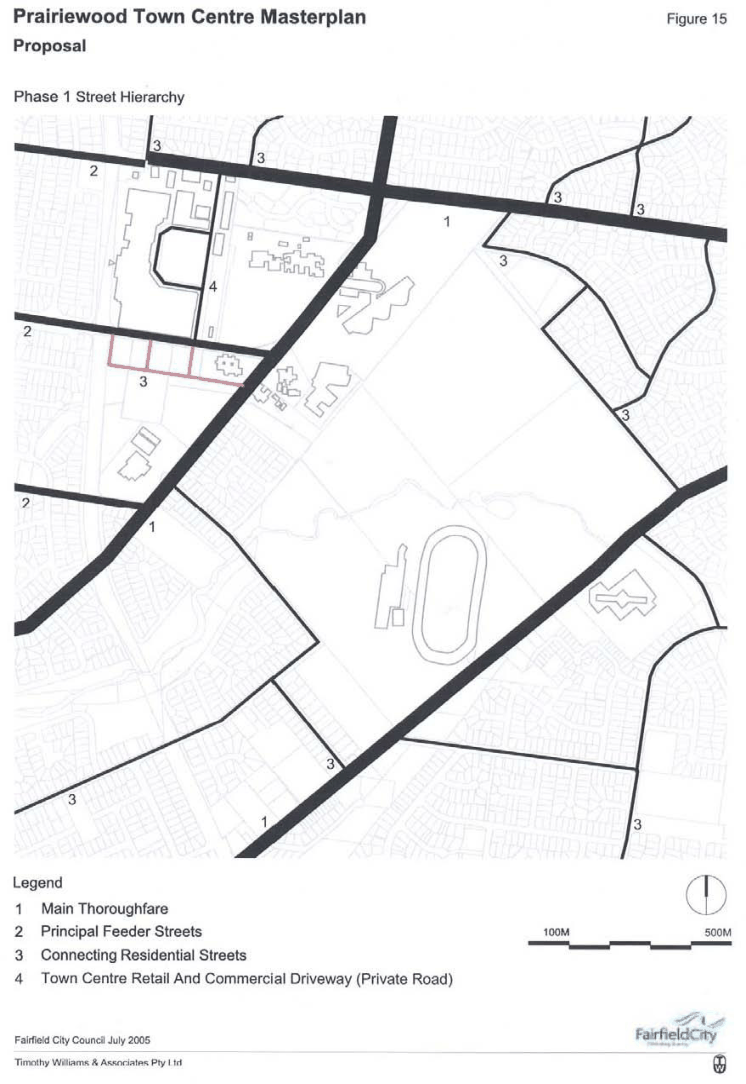 Prairiewood Town Centre Masterplan
Figure 15
Proposal
Phase 1 Street Hierarchy
3
3
2
3
3
1
3
4
2
3
3
2
1
3
3
1
3
Legend
1 Main Thoroughfare
2 Principal Feeder Streets
3 Connecting Residential Streets
4 Town Centre Retail And Commercial Driveway (Private Road)
100M 500M
FairfieldCity
Fairfield City Council July 2005
Timothy Williams & Associates Pty Ltd